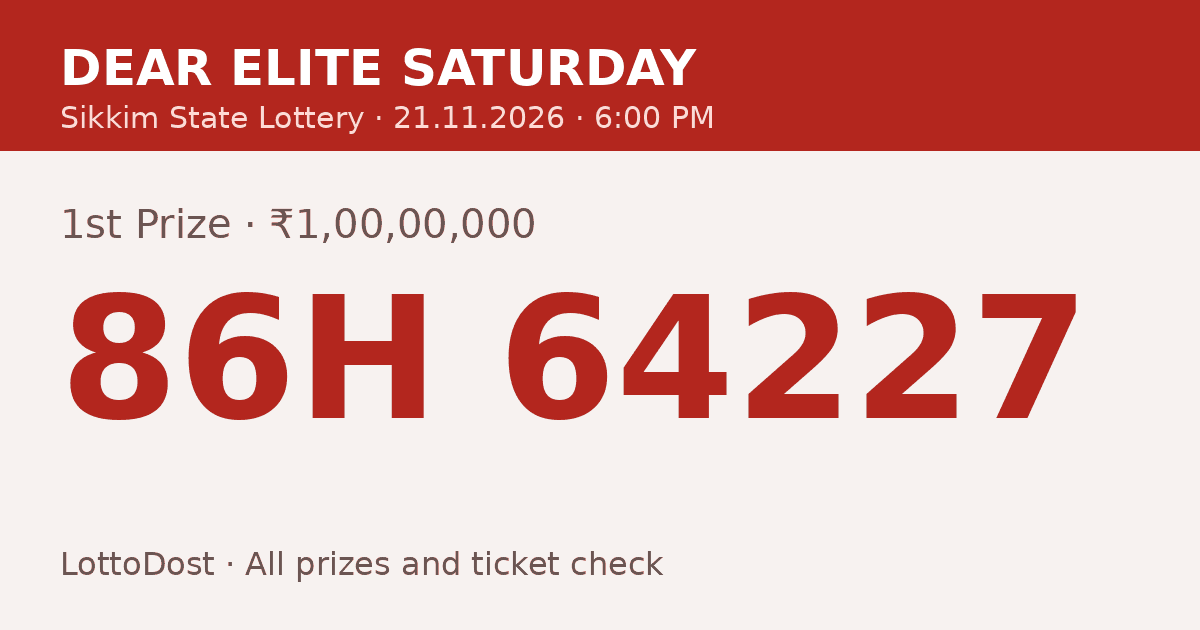 DEAR ELITE SATURDAY
Sikkim State Lottery · 21.11.2026 · 6:00 PM
1st Prize · ₹1,00,00,000
86H 64227
LottoDost · All prizes and ticket check